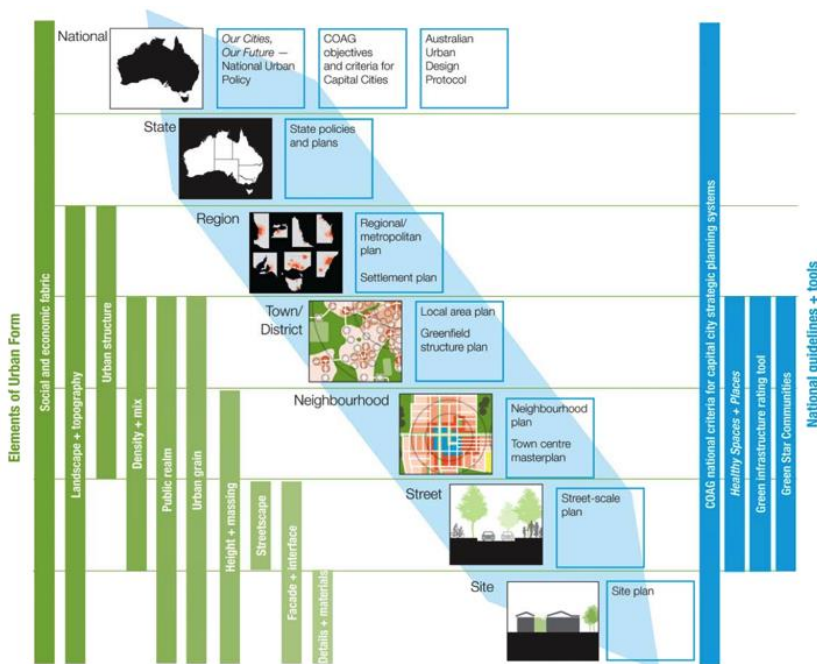 National
Our Cities,
Our Future —
National Urban
Policy
COAG
objectives
and criteria for
Capital Cities
Australian
Urban
Design
Protocol
State
State policies
and plans
Region
Regional/
metropolitan
plan
Settlement plan
Town/
District
Local area plan
Greenfield
structure plan
Neighbourhood
Neighbourhood
plan
Town centre
masterplan
Street
Street-scale
plan
Site
Site plan
Elements of Urban Form
Social and economic fabric
Landscape + topography
Urban structure
Density + mix
Public realm
Urban grain
Height + massing
Streetscape
Facade + interface
Details + materials
COAG national criteria for capital city strategic planning systems
Healthy Spaces + Places
Green infrastructure rating tool
Green Star Communities
National guidelines + tools